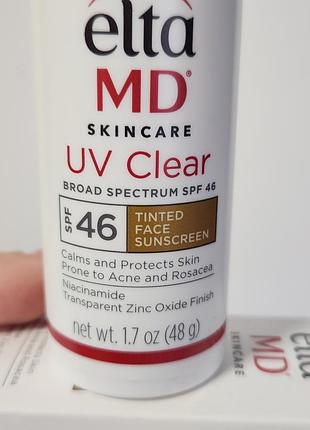 elta
MD®
SKINCARE
UV Clear
BROAD SPECTRUM SPF 46
SPF 46
TINTED
FACE
SUNSCREEN
Calms and Protects Skin
Prone to Acne and Rosacea
Niacinamide
Transparent Zinc Oxide Finish
net wt. 1.7 oz (48 g)
elta
MD
SKINCARE